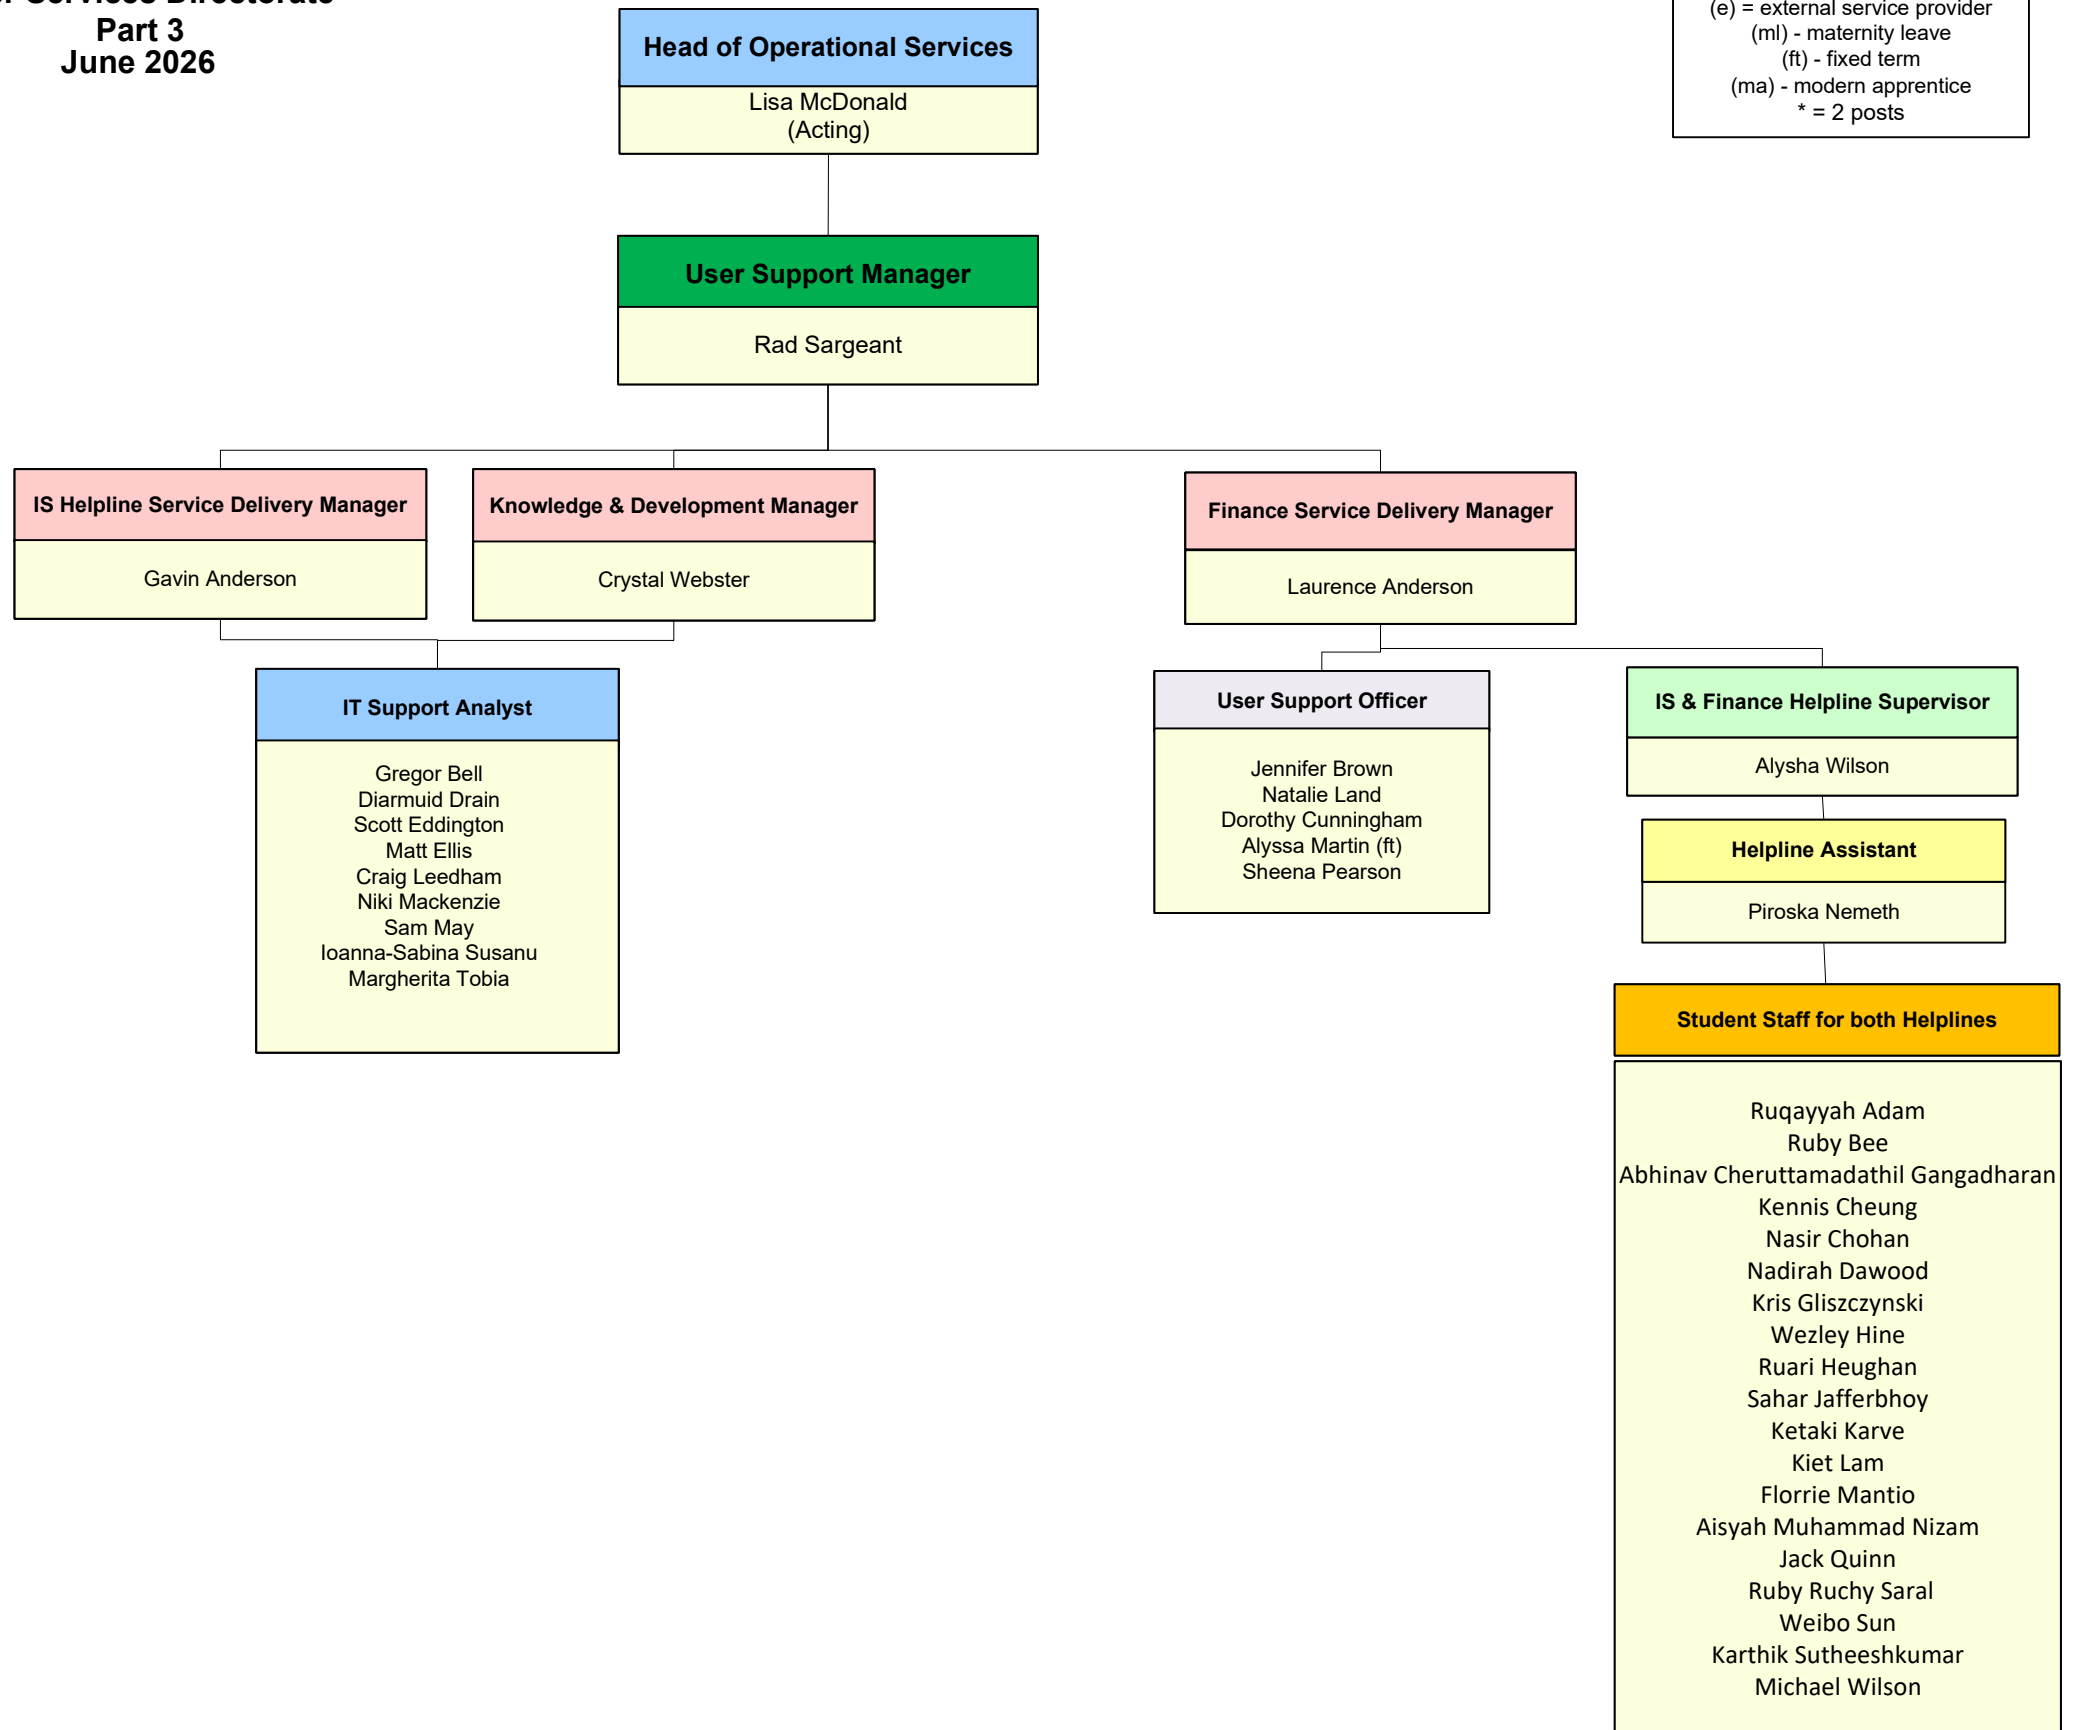 Services Directorate
Part 3
June 2026
(e) = external service provider
(ml) - maternity leave
(ft) - fixed term
(ma) - modern apprentice
* = 2 posts
Head of Operational Services
Lisa McDonald
(Acting)
User Support Manager
Rad Sargeant
IS Helpline Service Delivery Manager
Gavin Anderson
Knowledge & Development Manager
Crystal Webster
Finance Service Delivery Manager
Laurence Anderson
IT Support Analyst
Gregor Bell
Diarmuid Drain
Scott Eddington
Matt Ellis
Craig Leedham
Niki Mackenzie
Sam May
Ioanna-Sabina Susanu
Margherita Tobia
User Support Officer
Jennifer Brown
Natalie Land
Dorothy Cunningham
Alyssa Martin (ft)
Sheena Pearson
IS & Finance Helpline Supervisor
Alysha Wilson
Helpline Assistant
Piroska Nemeth
Student Staff for both Helplines
Ruqayyah Adam
Ruby Bee
Abhinav Cheruttamadathil Gangadharan
Kennis Cheung
Nasir Chohan
Nadirah Dawood
Kris Gliszczynski
Wezley Hine
Ruari Heughan
Sahar Jafferbhoy
Ketaki Karve
Kiet Lam
Florrie Mantio
Aisyah Muhammad Nizam
Jack Quinn
Ruby Ruchy Saral
Weibo Sun
Karthik Sutheeshkumar
Michael Wilson